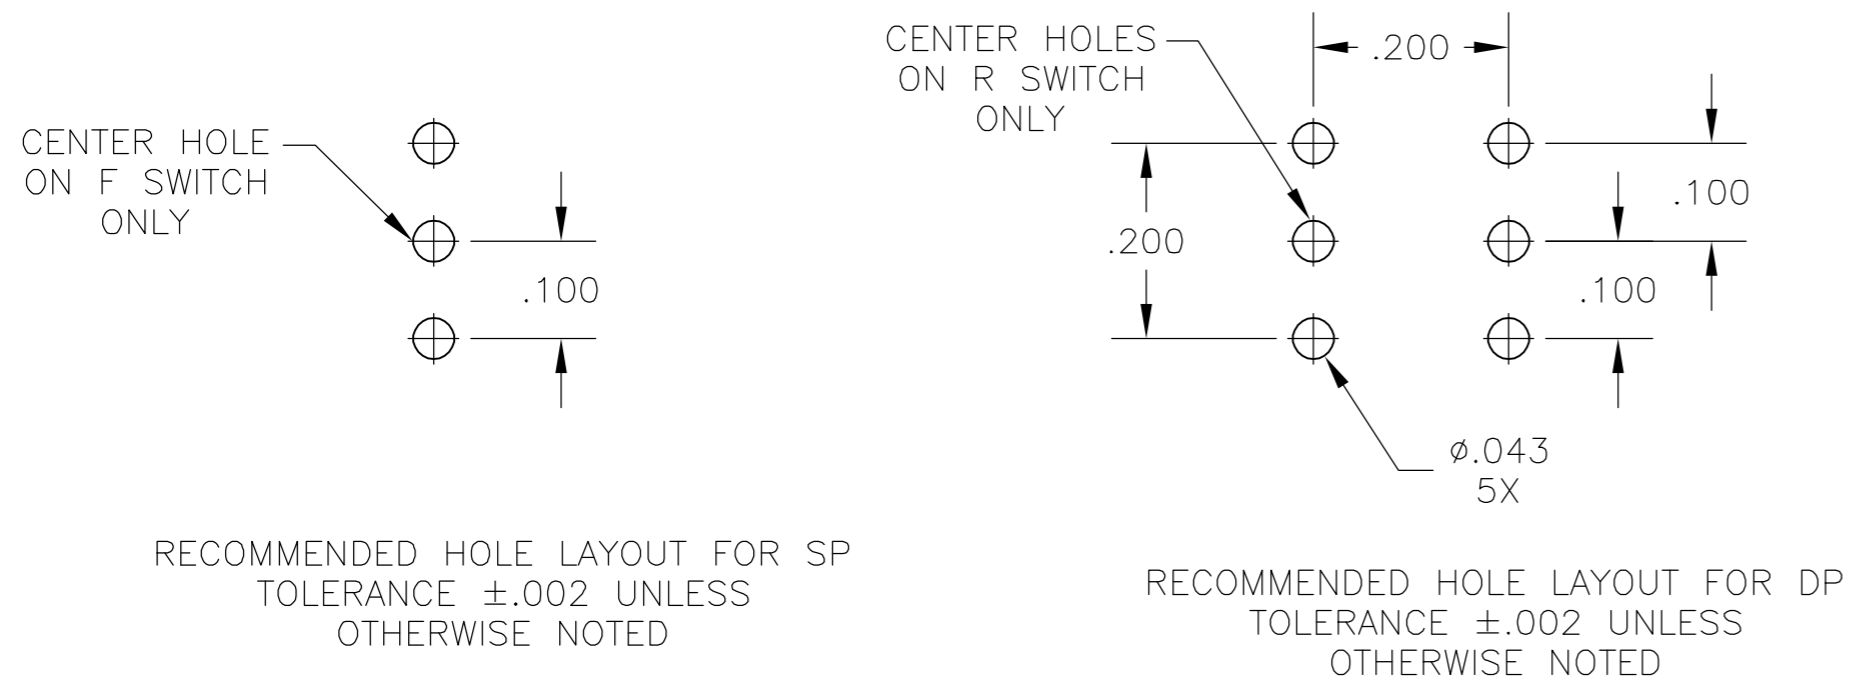 CENTER HOLE
ON F SWITCH
ONLY
.100
RECOMMENDED HOLE LAYOUT FOR SP
TOLERANCE ±.002 UNLESS
OTHERWISE NOTED
CENTER HOLES
ON R SWITCH
ONLY
.200
.200
.100
.100
⌀.043
5X
RECOMMENDED HOLE LAYOUT FOR DP
TOLERANCE ±.002 UNLESS
OTHERWISE NOTED